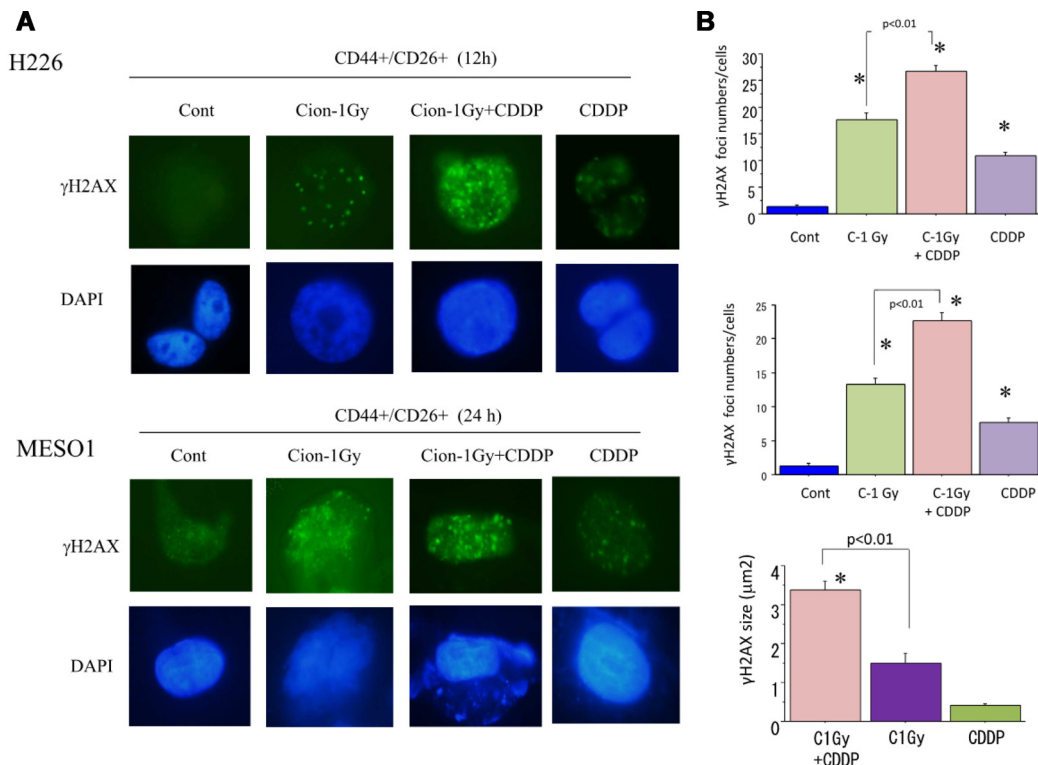 A
H226
CD44+/CD26+ (12h)
Cont Cion-1Gy Cion-1Gy+CDDP CDDP
γH2AX
DAPI
MESO1
CD44+/CD26+ (24 h)
Cont Cion-1Gy Cion-1Gy+CDDP CDDP
γH2AX
DAPI
B
p<0.01
γH2AX foci numbers/cells
30
25
20
15
10
5
0
* * *
Cont C-1 Gy C-1Gy CDDP
+ CDDP
p<0.01
γH2AX foci numbers/cells
25
20
15
10
5
0
* * *
Cont C-1 Gy C-1Gy CDDP
+ CDDP
p<0.01
γH2AX size (μm2)
4
3
2
1
0
*
C1Gy C1Gy CDDP
+CDDP